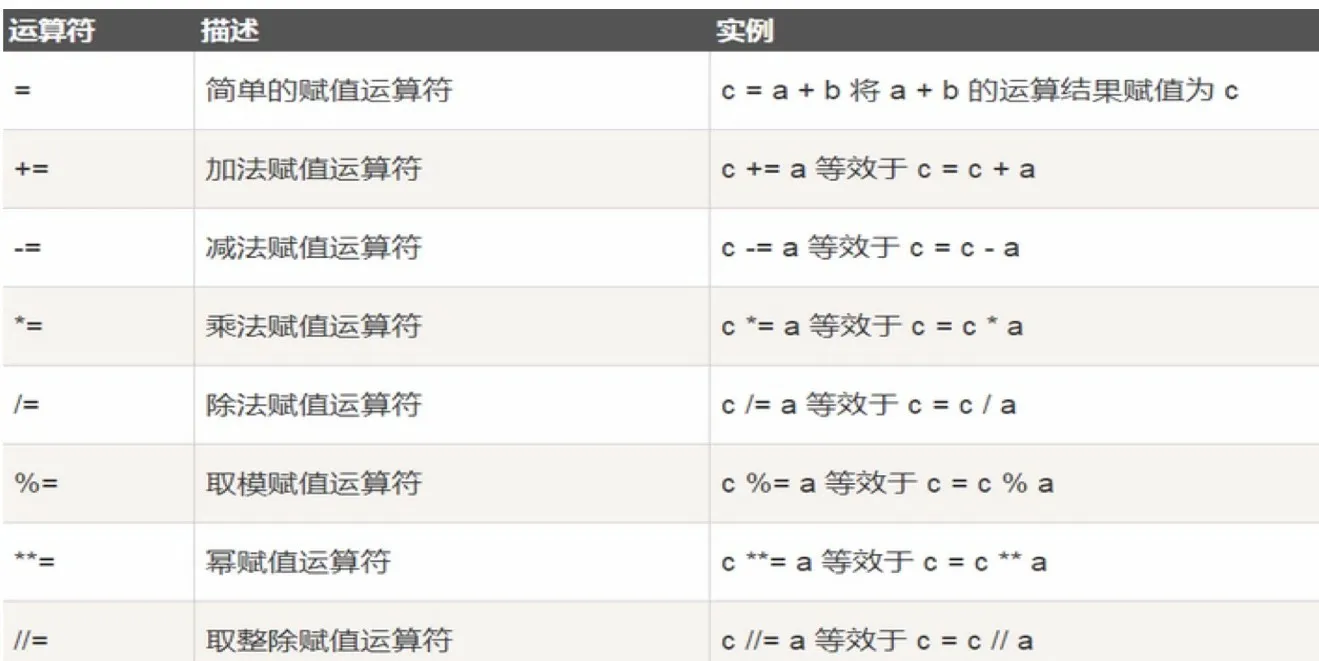 运算符 描述 实例
= 简单的赋值运算符 c = a + b 将 a + b 的运算结果赋值为 c
+= 加法赋值运算符 c += a 等效于 c = c + a
-= 减法赋值运算符 c -= a 等效于 c = c - a
*= 乘法赋值运算符 c *= a 等效于 c = c * a
/= 除法赋值运算符 c /= a 等效于 c = c / a
%= 取模赋值运算符 c %= a 等效于 c = c % a
**= 幂赋值运算符 c **= a 等效于 c = c ** a
//= 取整除赋值运算符 c //= a 等效于 c = c // a